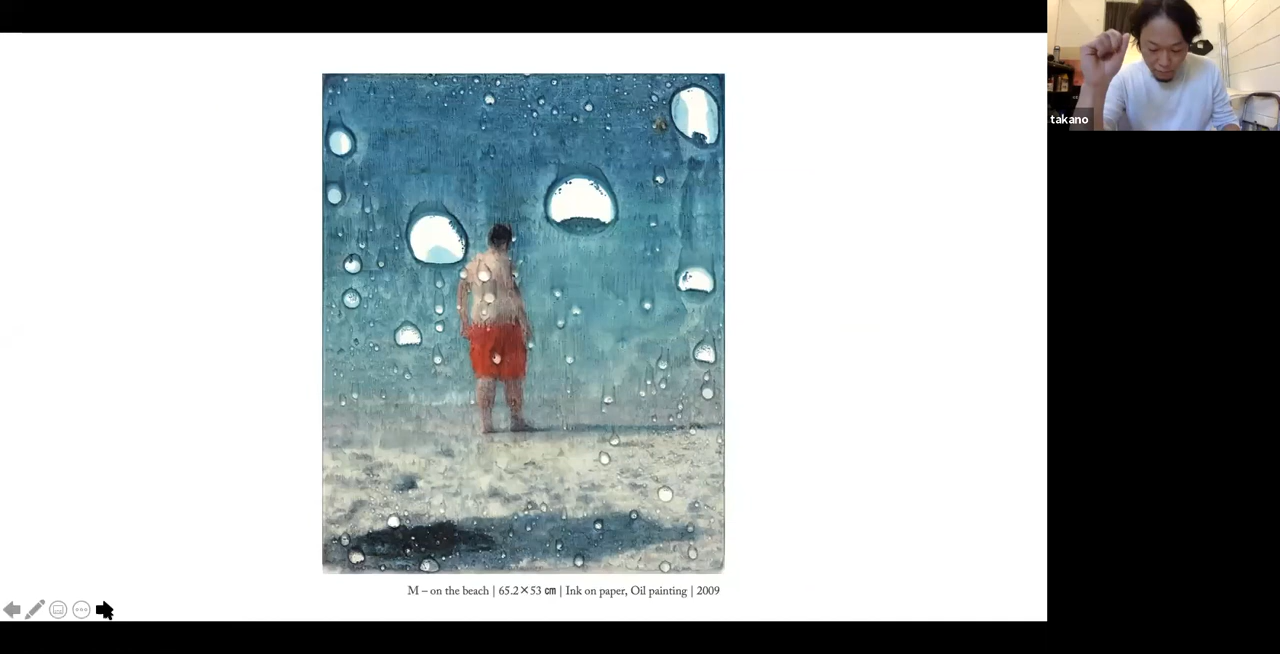 takano
M – on the beach | 65.2×53 ㎝ | Ink on paper, Oil painting | 2009